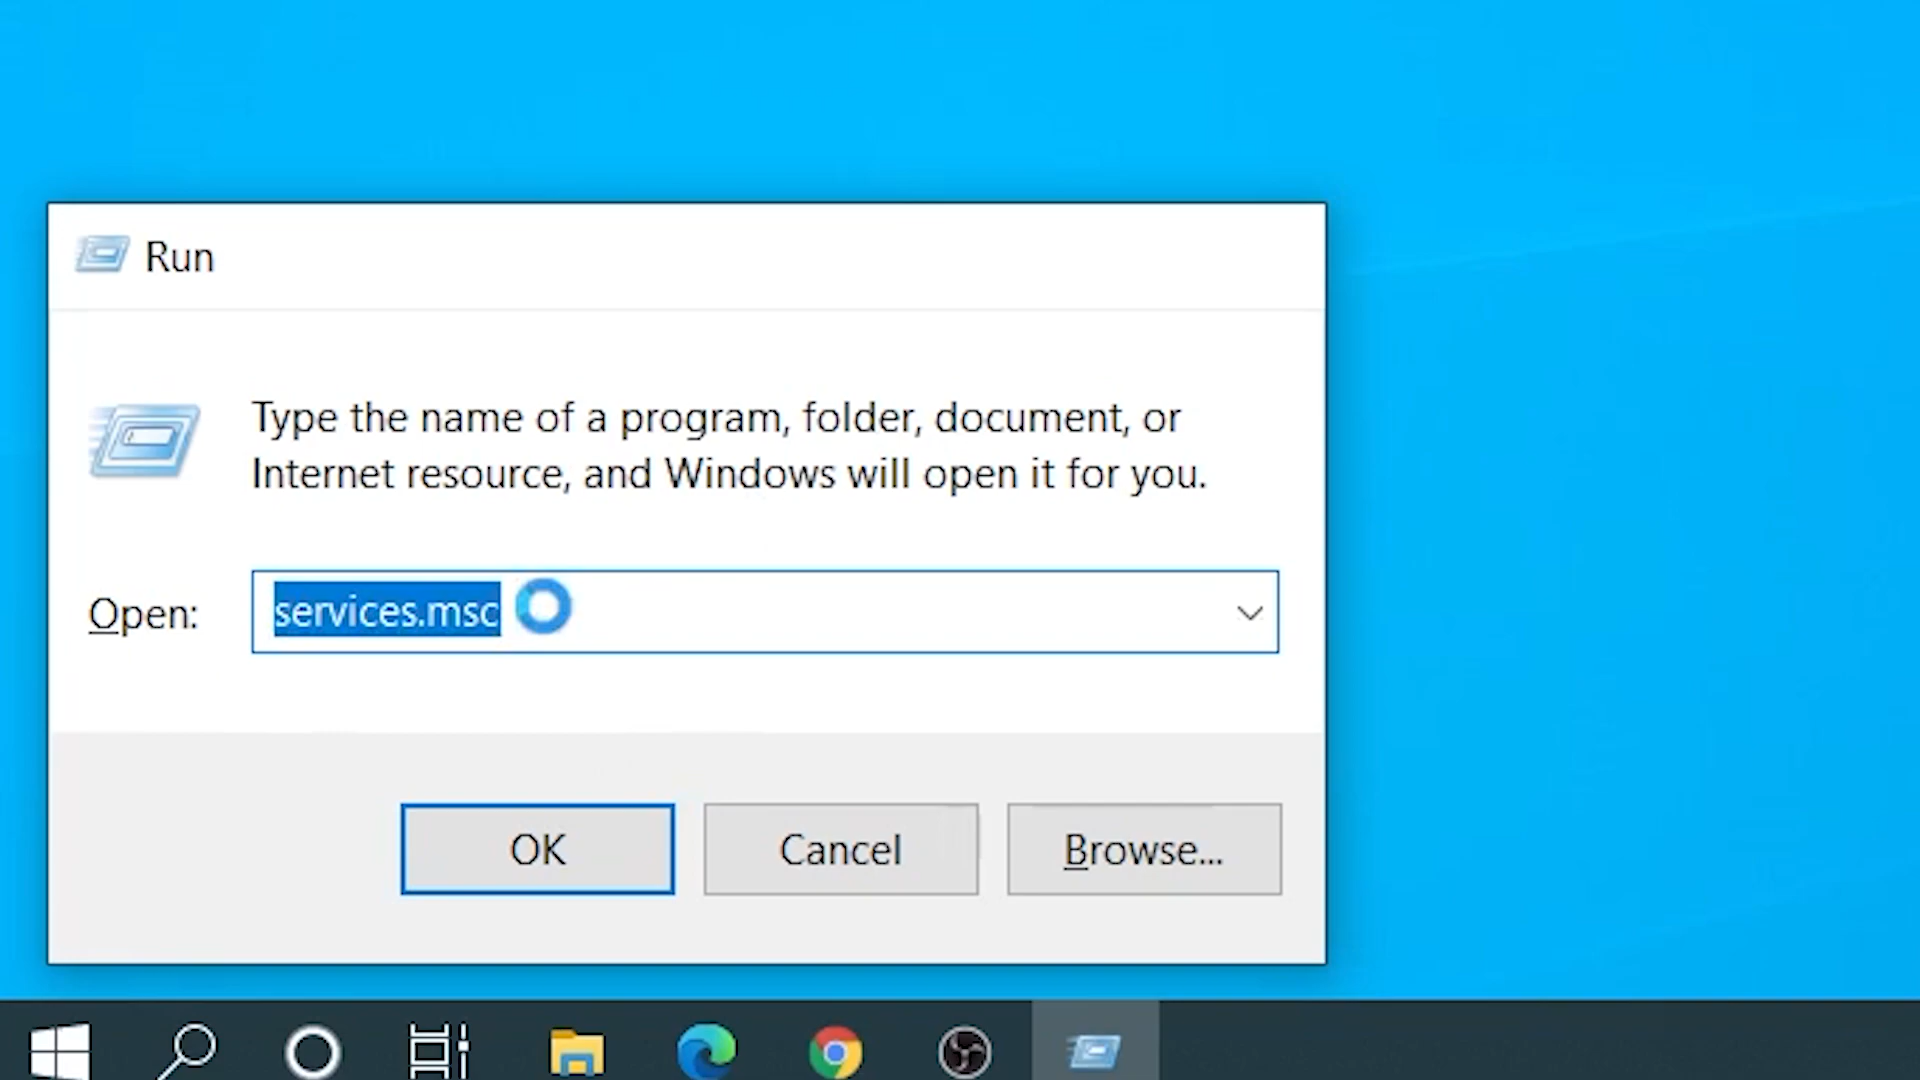 Run
Type the name of a program, folder, document, or
Internet resource, and Windows will open it for you.
Open:
services.msc
OK
Cancel
Browse...